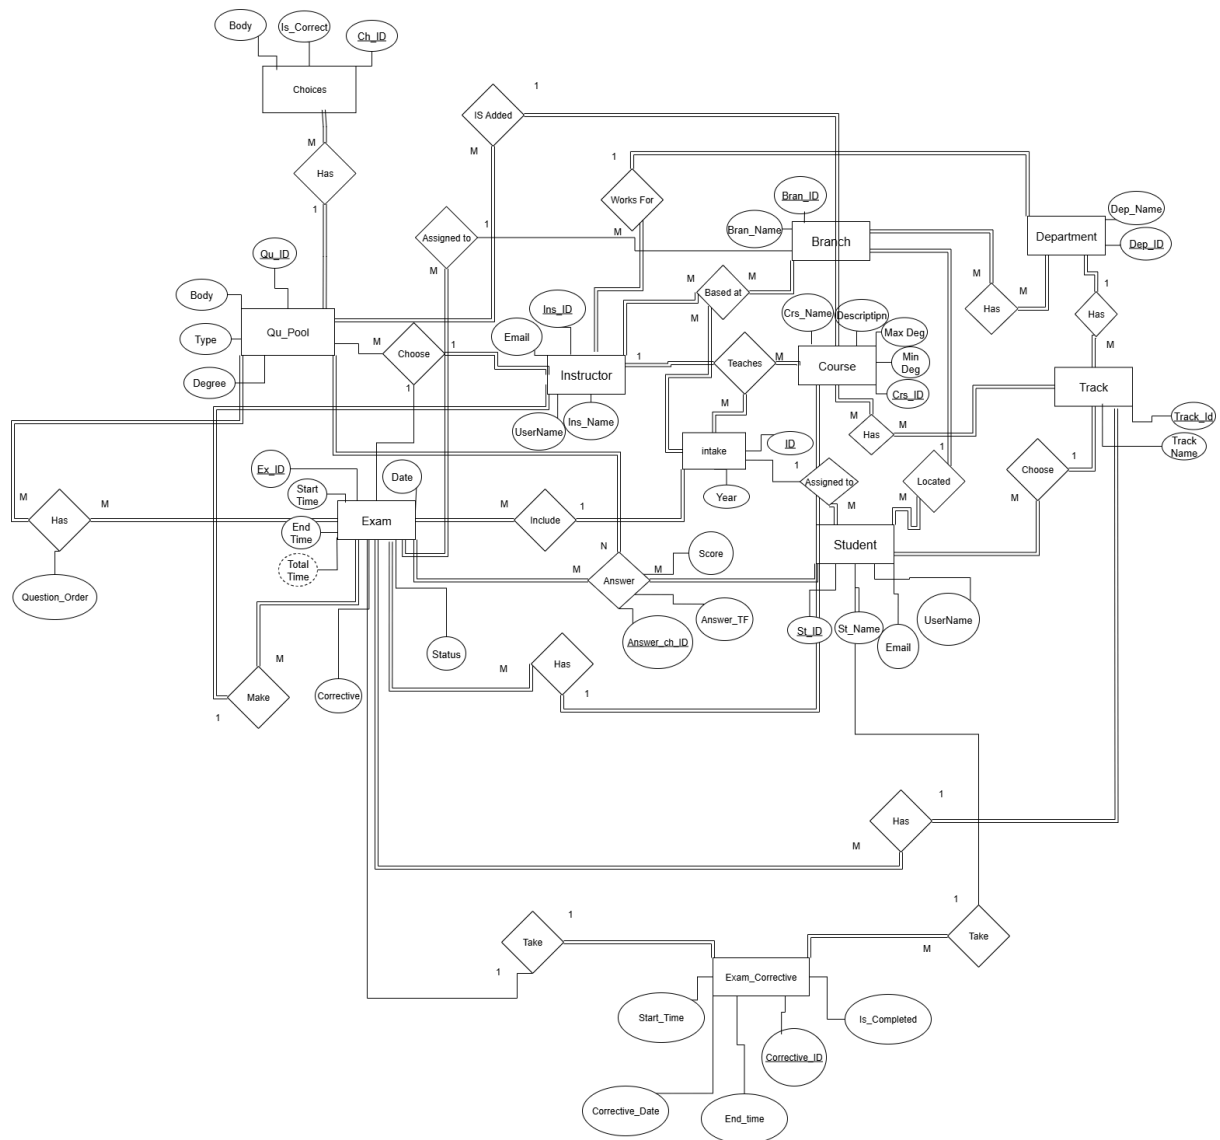 Body
Is_Correct
Ch_ID
Choices
M
Has
1
IS Added
1
M
1
Works For
M
Assigned to
1
M
Bran_ID
Bran_Name
Branch
Dep_Name
Department
Dep_ID
M
Has
M
1
Has
M
Qu_ID
Body
Type
Degree
Qu_Pool
M
Choose
1
1
Email
Ins_ID
Instructor
UserName
Ins_Name
M
Based at
M
M
1
Teaches
M
M
Crs_Name
Descriptipn
Max Deg
Min
Deg
Crs_ID
Course
M
Has
M
Track
Track_Id
Track
Name
intake
ID
Year
1
Assigned to
M
1
Located
M
Choose
1
M
M
Has
M
Question_Order
Ex_ID
Start
Time
End
Time
Total
Time
Date
Exam
M
Include
1
N
M
Answer
M
Score
Answer_TF
Answer_ch_ID
Student
St_ID
St_Name
Email
UserName
Corrective
Status
M
Make
1
M
Has
1
1
Has
M
1
Take
1
1
Take
M
Exam_Corrective
Start_Time
Is_Completed
Corrective_ID
Corrective_Date
End_time